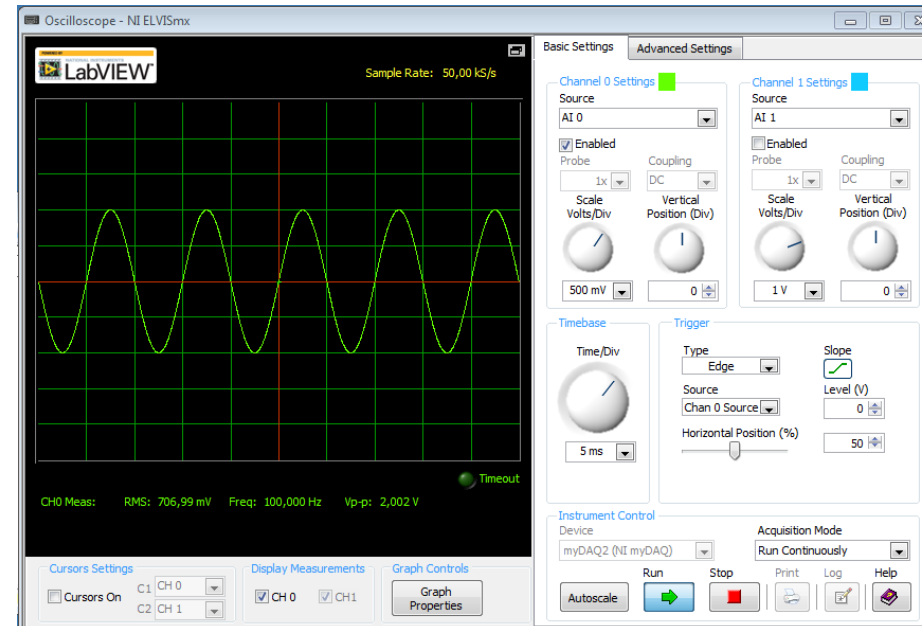 Oscilloscope - NI ELVISmx
LabVIEW
Sample Rate: 50,00 kS/s
Timeout
CH0 Meas: RMS: 706,99 mV Freq: 100,000 Hz Vp-p: 2,002 V
Cursors Settings
Cursors On
C1 CH 0
C2 CH 1
Display Measurements
CH 0 CH1
Graph Controls
Graph
Properties
Basic Settings Advanced Settings
Channel 0 Settings
Source
AI 0
Enabled
Probe Coupling
1x DC
Scale Vertical
Volts/Div Position (Div)
500 mV 0
Channel 1 Settings
Source
AI 1
Enabled
Probe Coupling
1x DC
Scale Vertical
Volts/Div Position (Div)
1 V 0
Timebase
Time/Div
5 ms
Trigger
Type Slope
Edge
Source Level (V)
Chan 0 Source 0
Horizontal Position (%)
50
Instrument Control
Device Acquisition Mode
myDAQ2 (NI myDAQ) Run Continuously
Run Stop Print Log Help
Autoscale